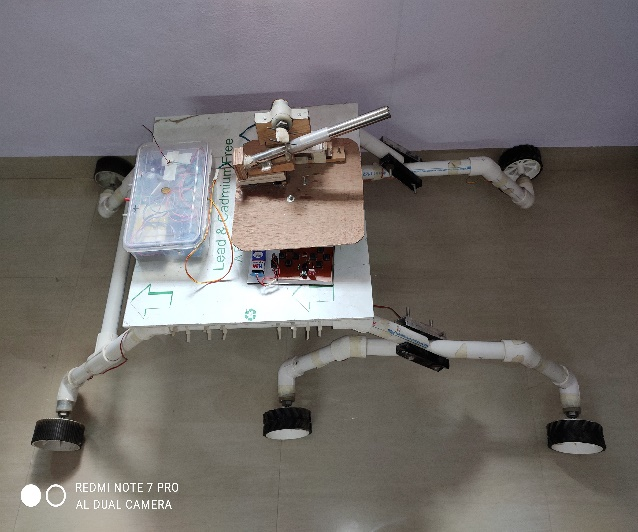 Lead & Cadmium Free
REDMI NOTE 7 PRO
AI DUAL CAMERA